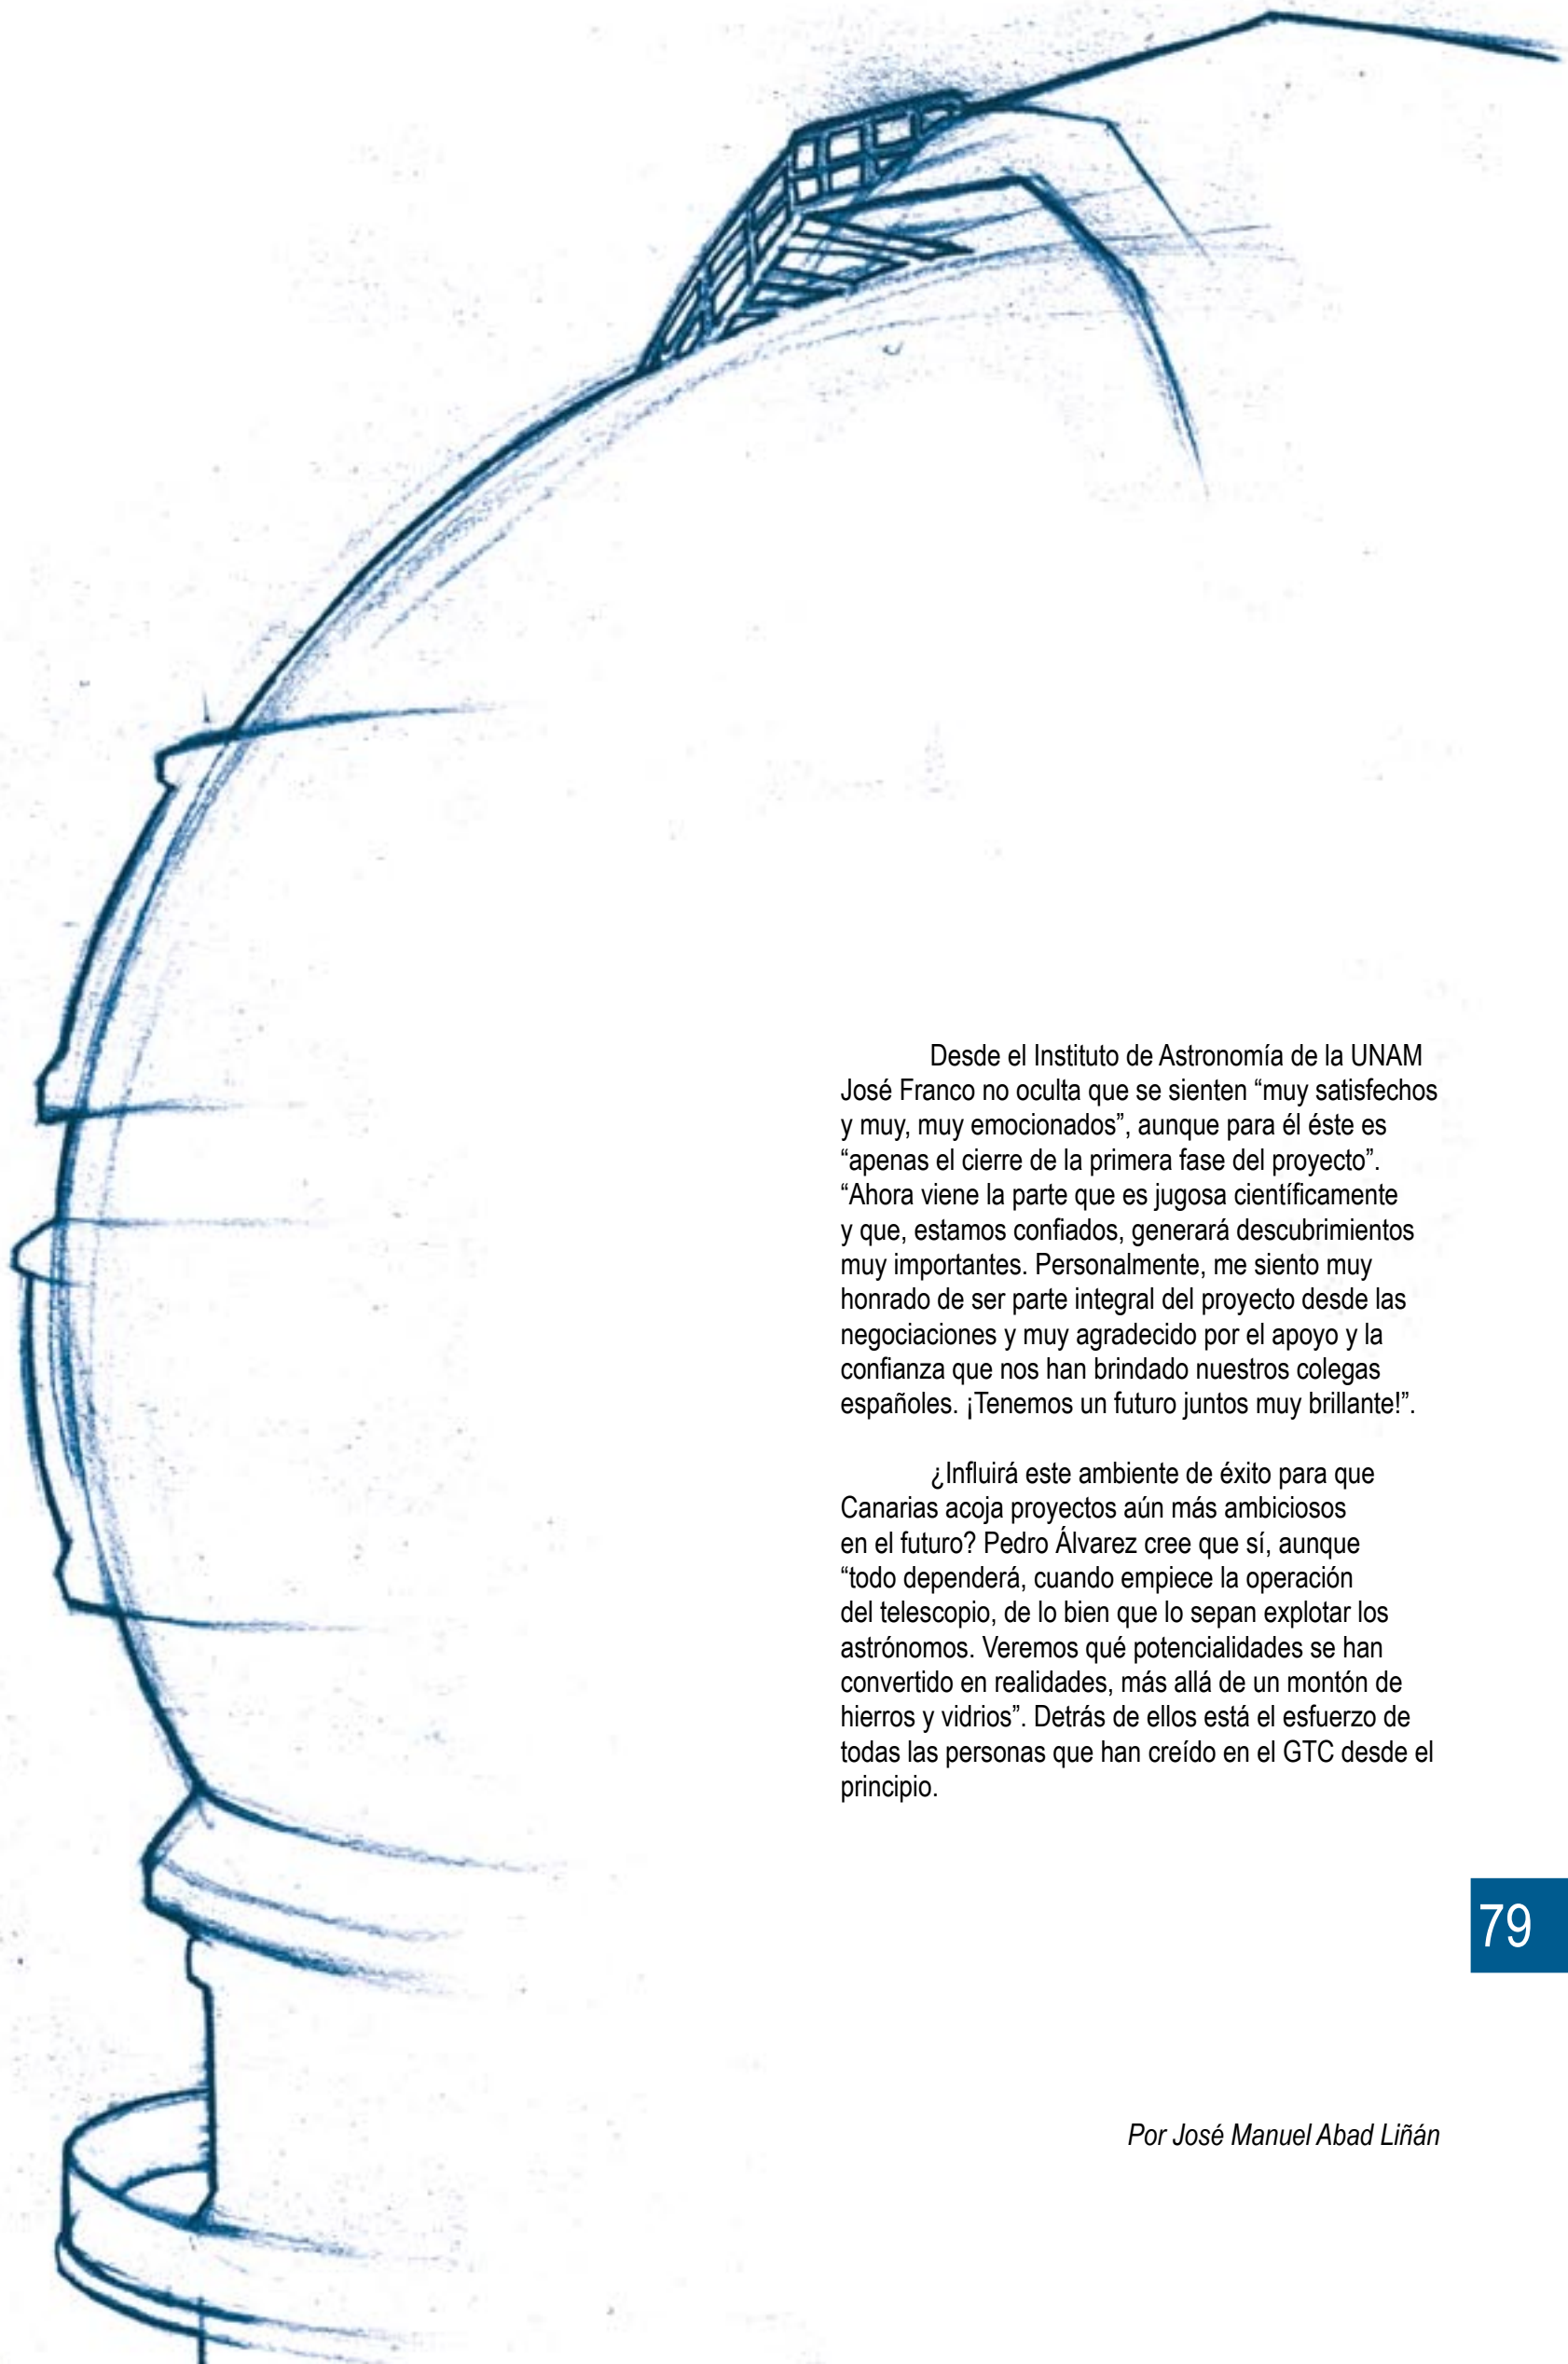 Desde el Instituto de Astronomía de la UNAM
José Franco no oculta que se sienten “muy satisfechos
y muy, muy emocionados”, aunque para él éste es
“apenas el cierre de la primera fase del proyecto”.
“Ahora viene la parte que es jugosa científicamente
y que, estamos confiados, generará descubrimientos
muy importantes. Personalmente, me siento muy
honrado de ser parte integral del proyecto desde las
negociaciones y muy agradecido por el apoyo y la
confianza que nos han brindado nuestros colegas
españoles. ¡Tenemos un futuro juntos muy brillante!”.
¿Influirá este ambiente de éxito para que
Canarias acoja proyectos aún más ambiciosos
en el futuro? Pedro Álvarez cree que sí, aunque
“todo dependerá, cuando empiece la operación
del telescopio, de lo bien que lo sepan explotar los
astrónomos. Veremos qué potencialidades se han
convertido en realidades, más allá de un montón de
hierros y vidrios”. Detrás de ellos está el esfuerzo de
todas las personas que han creído en el GTC desde el
principio.
79
Por José Manuel Abad Liñán